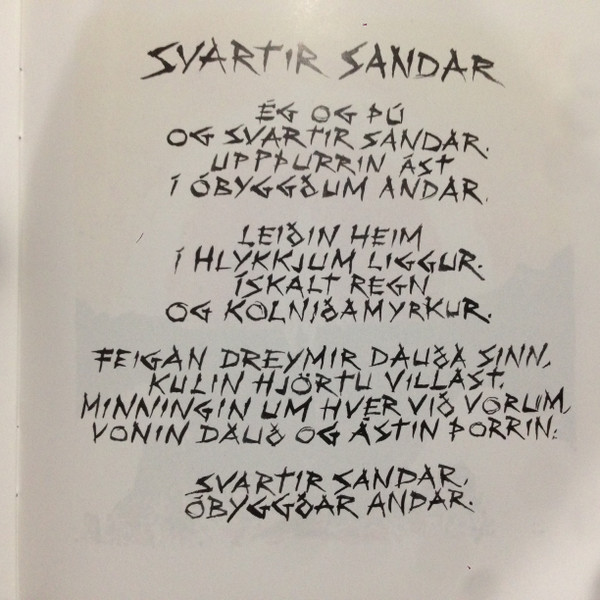 SVARTIR SANDAR
ÉG OG ÞÚ
OG SVARTIR SANDAR.
UPPÞURRIN ÁST
Í ÓBYGGÐUM ANDAR.
LEIÐIN HEIM
Í HLYKKJUM LIGGUR.
ÍSKALT REGN
OG KOLNIÐAMYRKUR.
FEIGAN DREYMIR DAUÐA SINN,
KULIN HJÖRTU VILLAST.
MINNINGIN UM HVER VIÐ VORUM,
VONIN DAUÐ OG ÁSTIN ÞORRIN.
SVARTIR SANDAR,
ÓBYGGÐAR ANDAR.